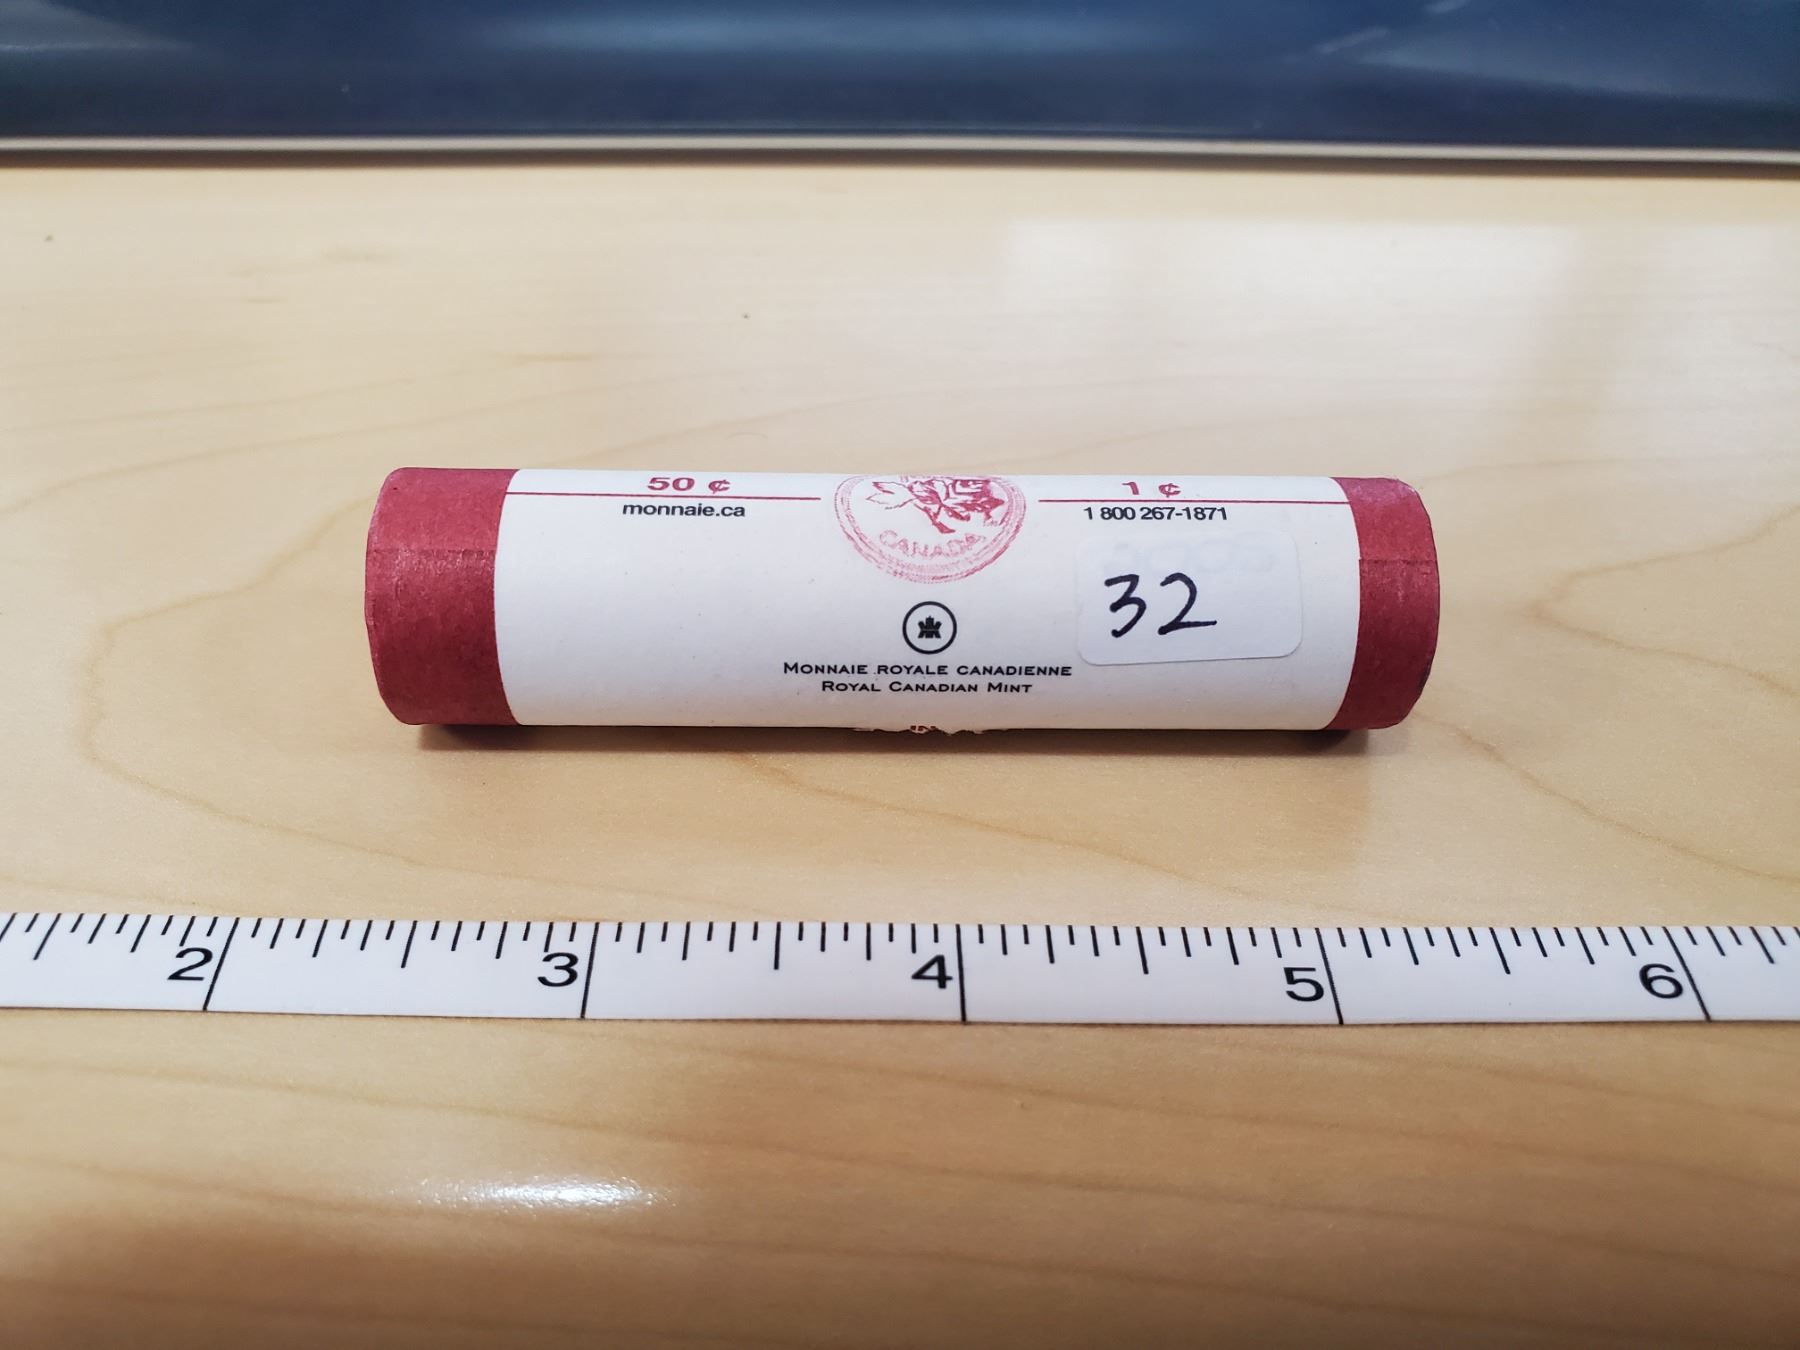 50 ¢
monnaie.ca
1 ¢
1 800 267-1871
CANADA
32
MONNAIE ROYALE CANADIENNE
ROYAL CANADIAN MINT
2 3 4 5 6